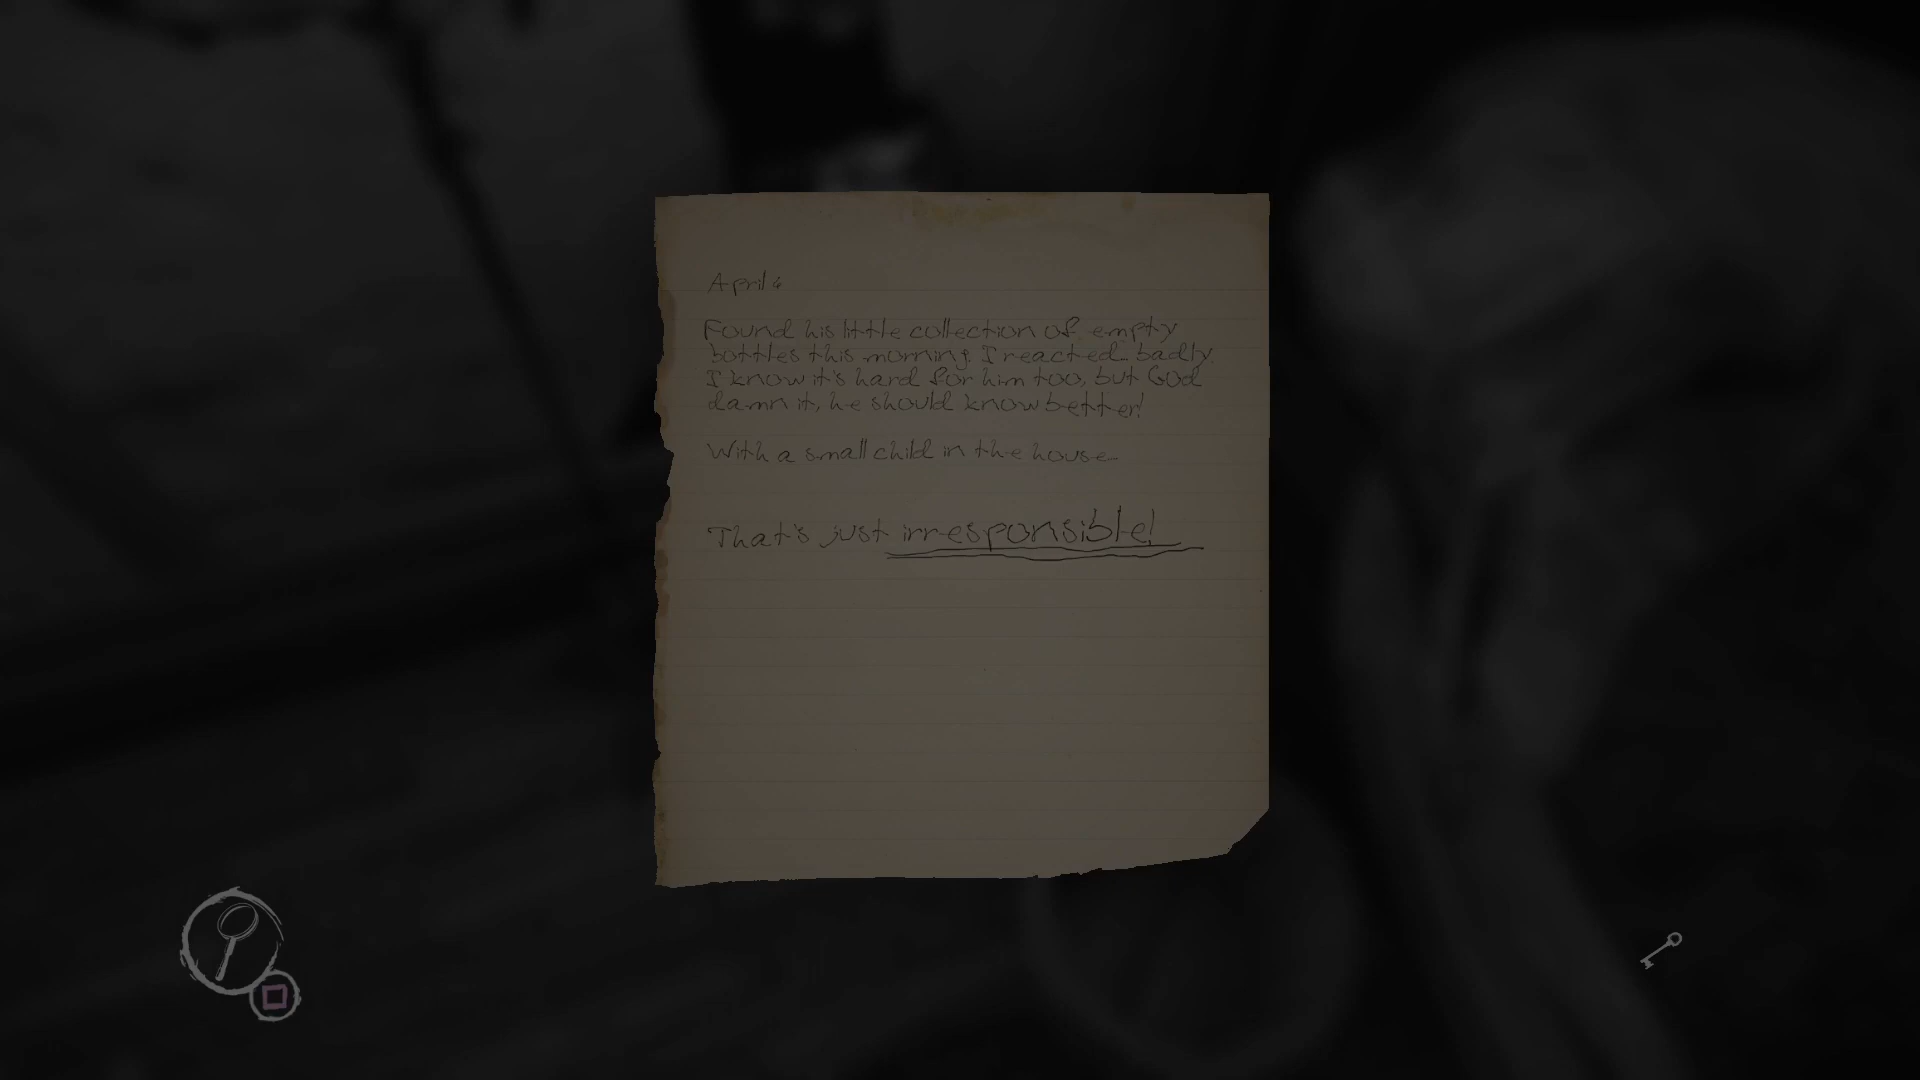 April 4
Found his little collection of empty
bottles this morning. I reacted... badly.
I know it's hard for him too, but God
damn it, he should know better!
With a small child in the house...
That's just irresponsible!